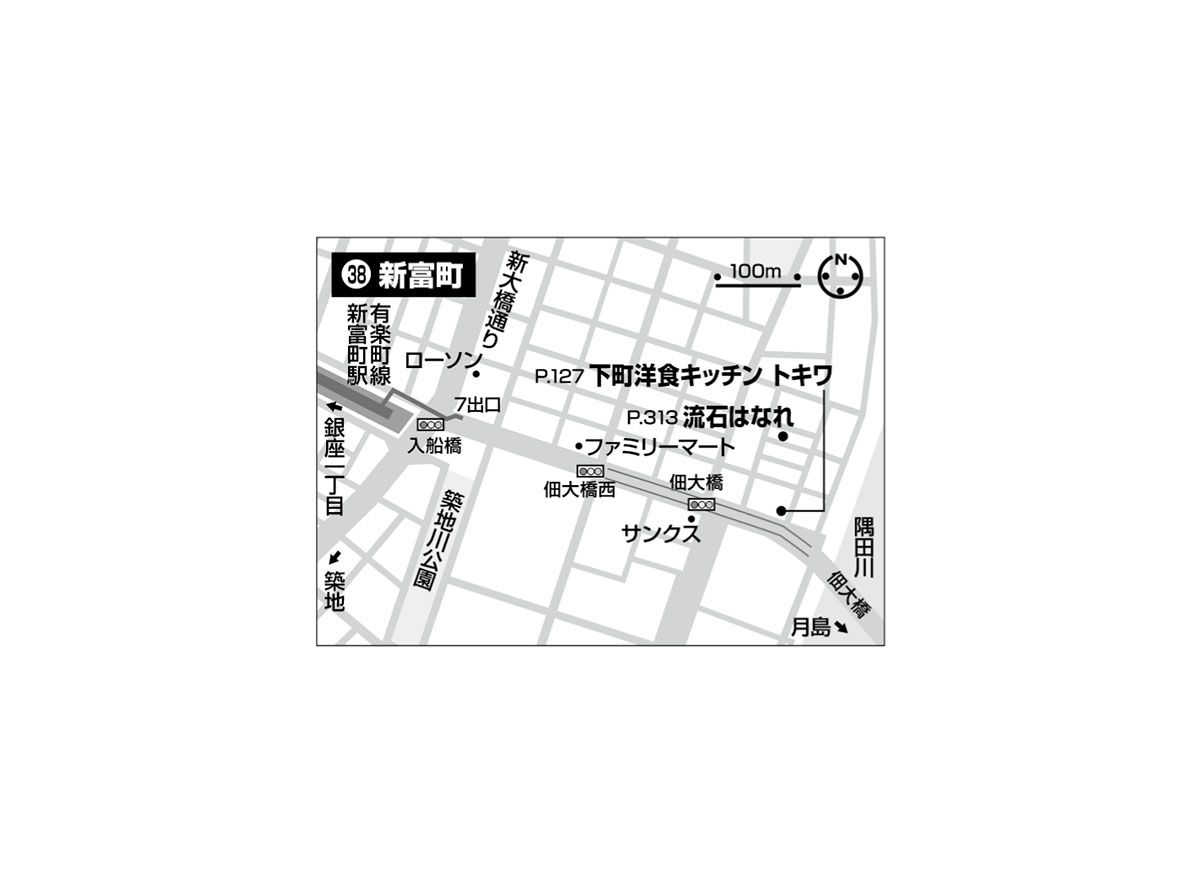 38 新富町
新大橋通り
100m
N
有楽町線
新富町駅
ローソン
P.127 下町洋食キッチン トキワ
7出口
P.313 流石はなれ
銀座一丁目
入船橋
ファミリーマート
佃大橋西
佃大橋
サンクス
築地川公園
隅田川
築地
佃大橋
月島